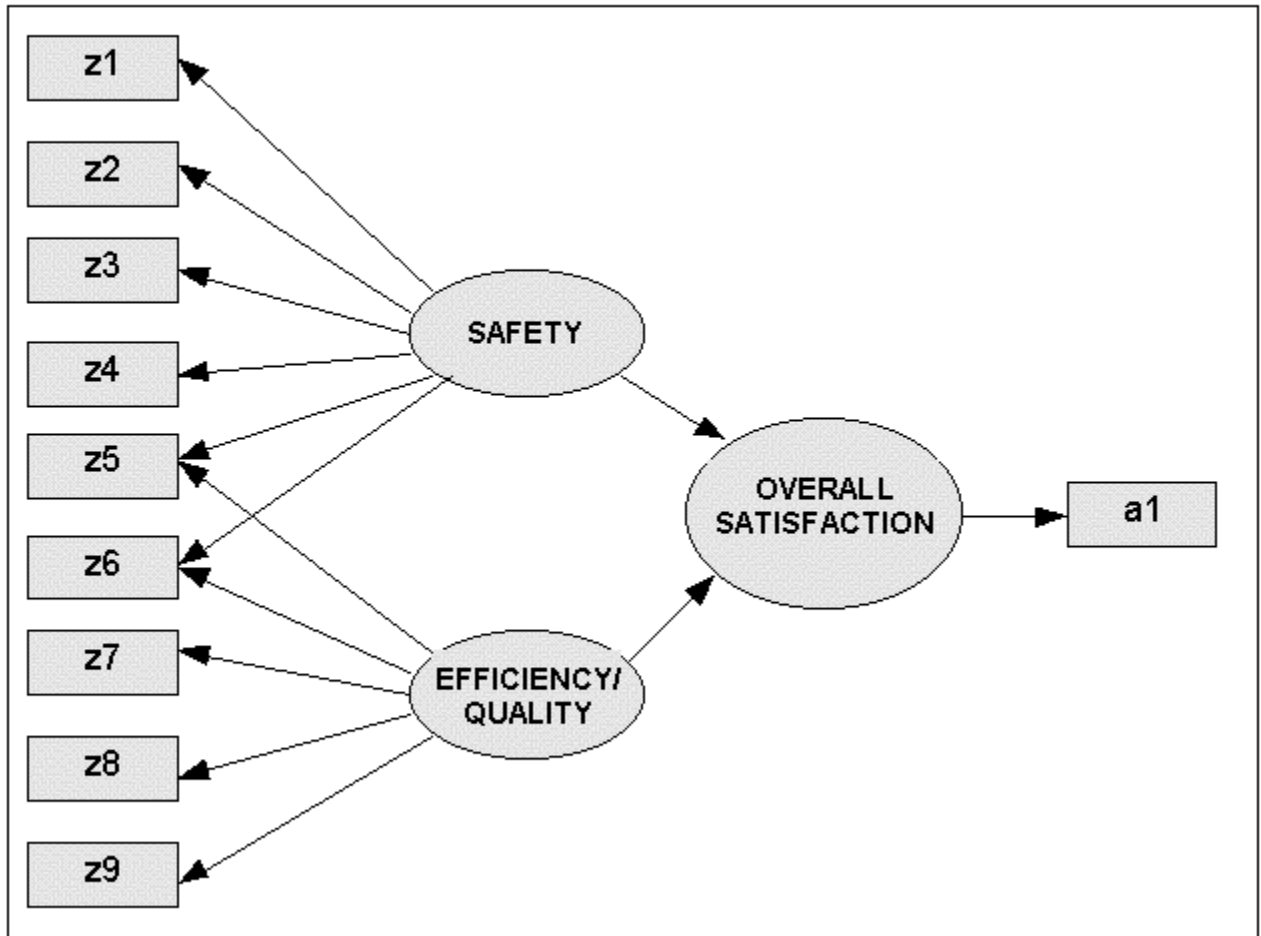 z1
z2
z3
z4
z5
z6
z7
z8
z9
SAFETY
EFFICIENCY/
QUALITY
OVERALL
SATISFACTION
a1